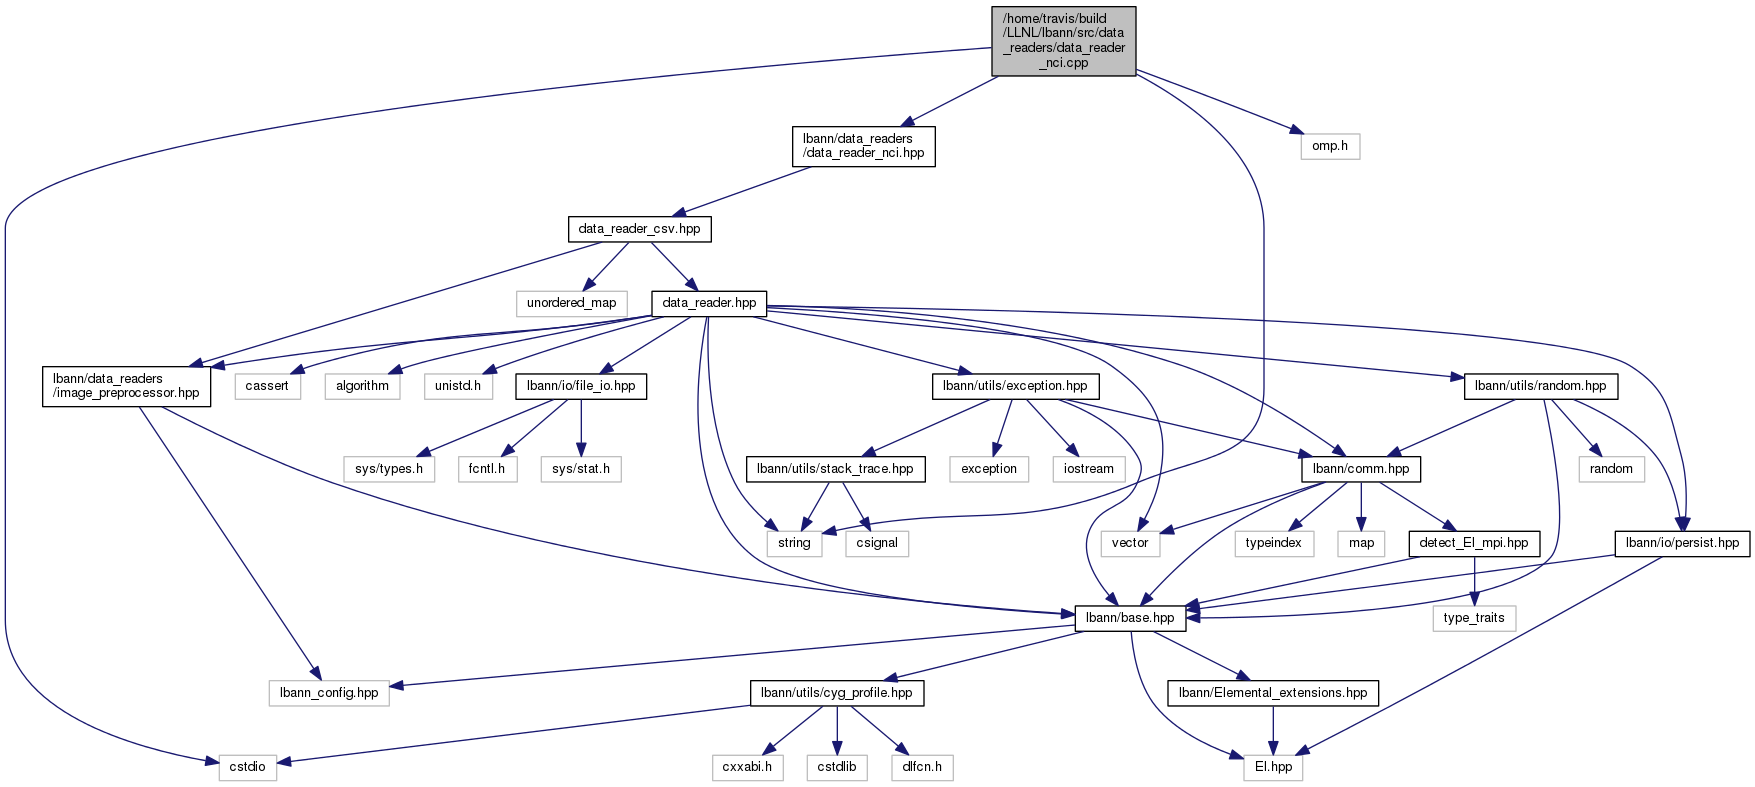 /home/travis/build
/LLNL/lbann/src/data
_readers/data_reader
_nci.cpp
lbann/data_readers
/data_reader_nci.hpp
omp.h
data_reader_csv.hpp
unordered_map
data_reader.hpp
lbann/data_readers
/image_preprocessor.hpp
cassert
algorithm
unistd.h
lbann/io/file_io.hpp
lbann/utils/exception.hpp
lbann/utils/random.hpp
sys/types.h
fcntl.h
sys/stat.h
lbann/utils/stack_trace.hpp
exception
iostream
lbann/comm.hpp
random
string
csignal
vector
typeindex
map
detect_El_mpi.hpp
lbann/io/persist.hpp
lbann/base.hpp
type_traits
lbann_config.hpp
lbann/utils/cyg_profile.hpp
lbann/Elemental_extensions.hpp
cstdio
cxxabi.h
cstdlib
dlfcn.h
El.hpp